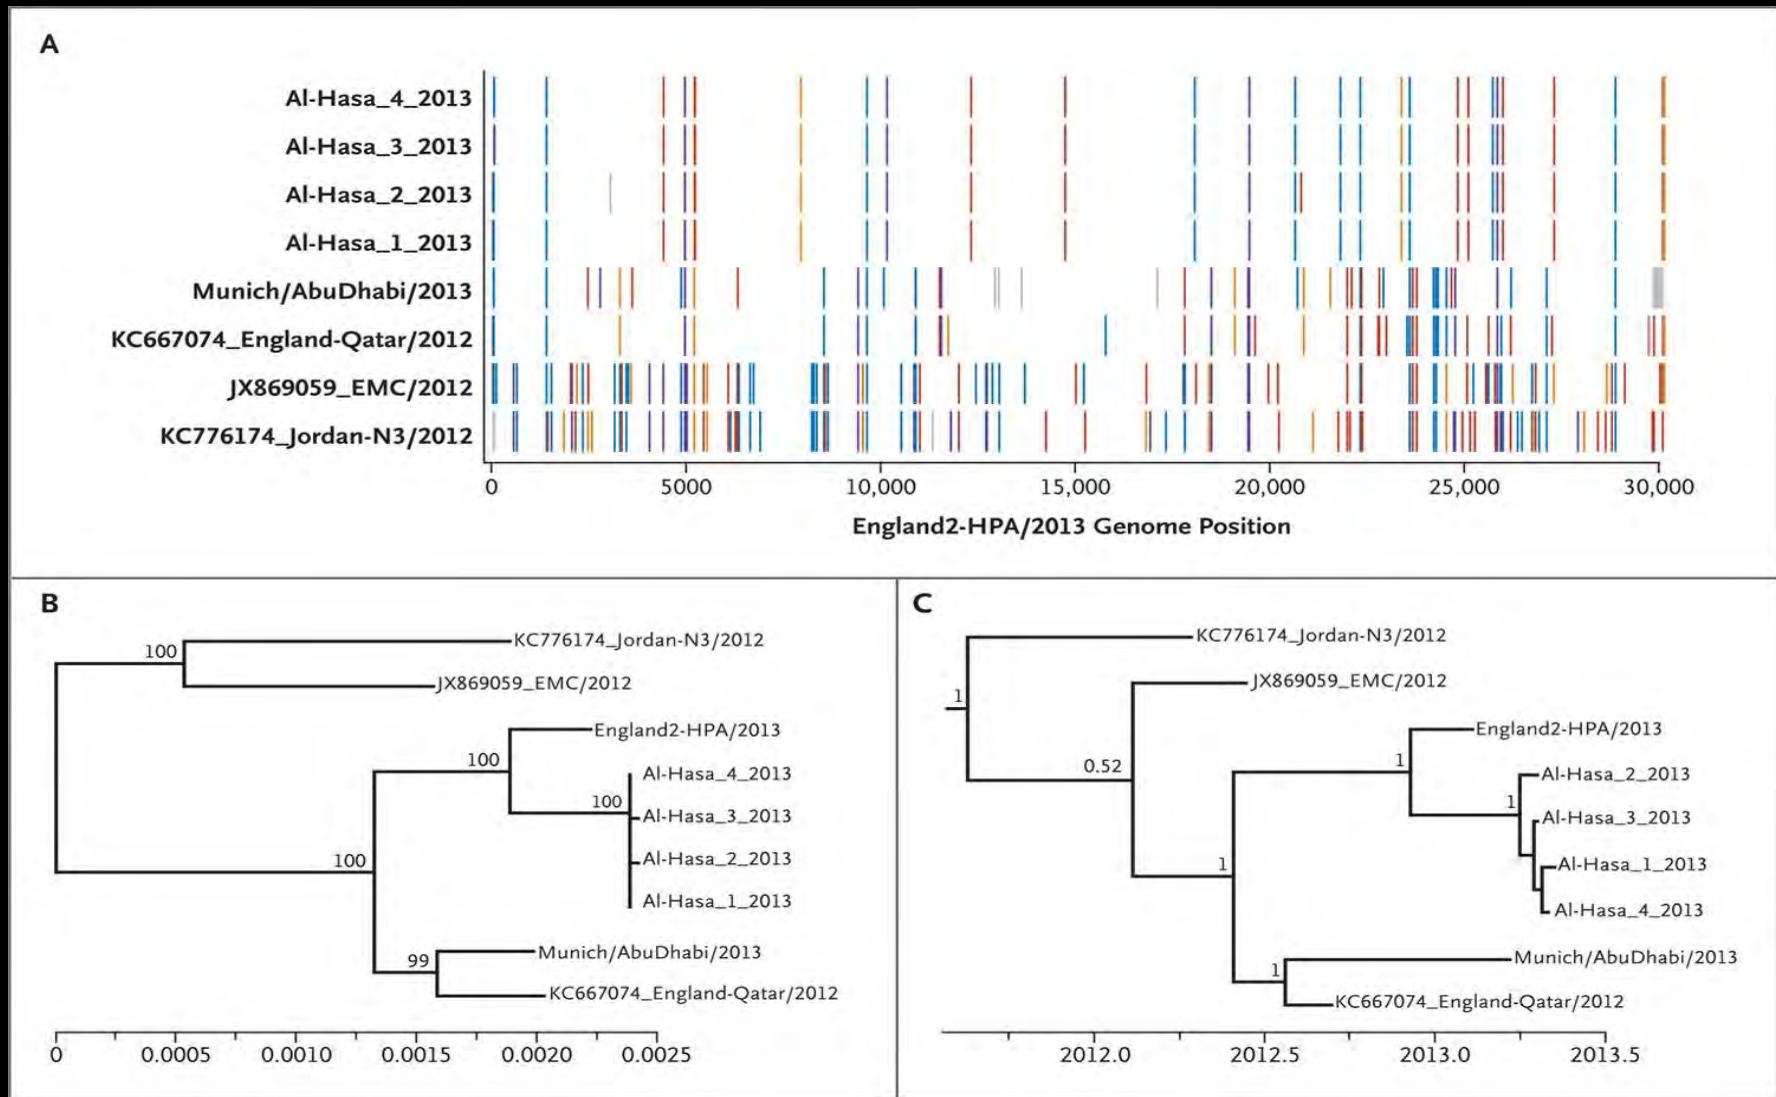 A
Al-Hasa_4_2013
Al-Hasa_3_2013
Al-Hasa_2_2013
Al-Hasa_1_2013
Munich/AbuDhabi/2013
KC667074_England-Qatar/2012
JX869059_EMC/2012
KC776174_Jordan-N3/2012
0 5000 10,000 15,000 20,000 25,000 30,000
England2-HPA/2013 Genome Position
B
KC776174_Jordan-N3/2012
100
JX869059_EMC/2012
England2-HPA/2013
100
Al-Hasa_4_2013
100
Al-Hasa_3_2013
Al-Hasa_2_2013
100
Al-Hasa_1_2013
Munich/AbuDhabi/2013
99
KC667074_England-Qatar/2012
0 0.0005 0.0010 0.0015 0.0020 0.0025
C
KC776174_Jordan-N3/2012
JX869059_EMC/2012
1
England2-HPA/2013
0.52
1
Al-Hasa_2_2013
1
Al-Hasa_3_2013
1
Al-Hasa_1_2013
Al-Hasa_4_2013
Munich/AbuDhabi/2013
1
KC667074_England-Qatar/2012
2012.0 2012.5 2013.0 2013.5